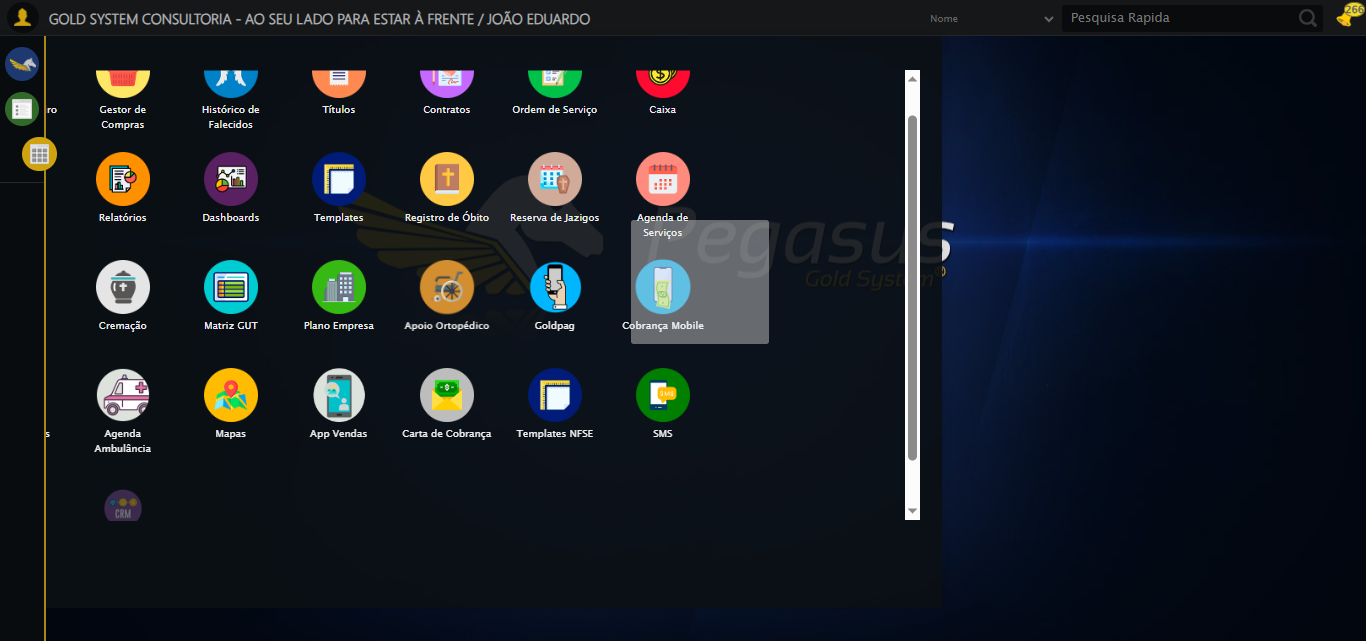 GOLD SYSTEM CONSULTORIA - AO SEU LADO PARA ESTAR À FRENTE / JOÃO EDUARDO
Nome
Pesquisa Rapida
266
ro
Gestor de
Compras
Histórico de
Falecidos
Títulos
Contratos
Ordem de Serviço
Caixa
Relatórios
Dashboards
Templates
Registro de Óbito
Reserva de Jazigos
Agenda de
Serviços
Pegasus
Gold System®
Cremação
Matriz GUT
Plano Empresa
Apoio Ortopédico
Goldpag
Cobrança Mobile
s
Agenda
Ambulância
Mapas
App Vendas
Carta de Cobrança
Templates NFSE
SMS
SMS
CRM